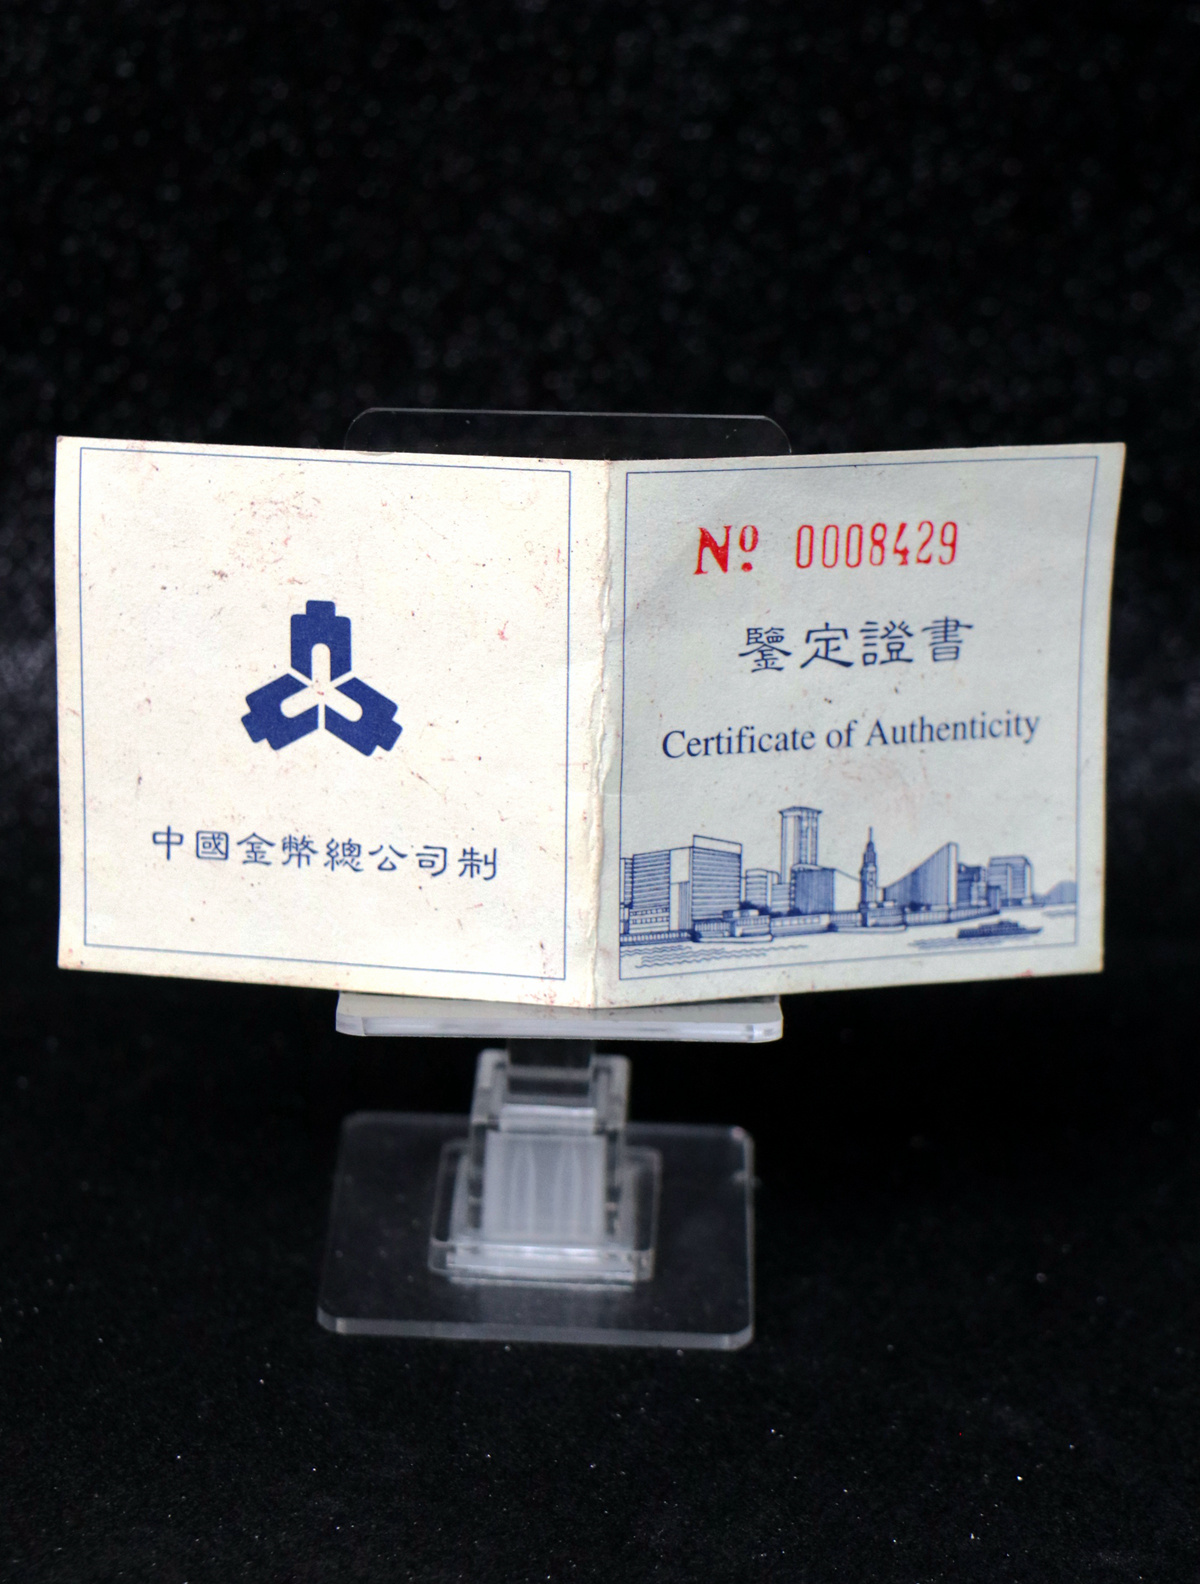 中國金幣總公司制
Nº 0008429
鑒定證書
Certificate of Authenticity